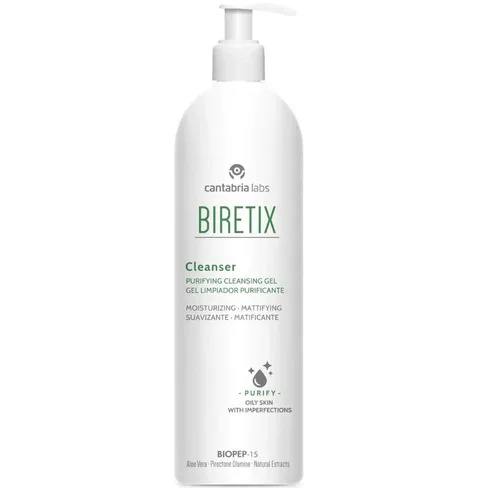 cantabria labs
BIRETIX
Cleanser
PURIFYING CLEANSING GEL
GEL LIMPIADOR PURIFICANTE
MOISTURIZING · MATTIFYING
SUAVIZANTE · MATIFICANTE
- PURIFY -
OILY SKIN
WITH IMPERFECTIONS
BIOPEP-15
Aloe Vera · Piroctone Olamine · Natural Extracts